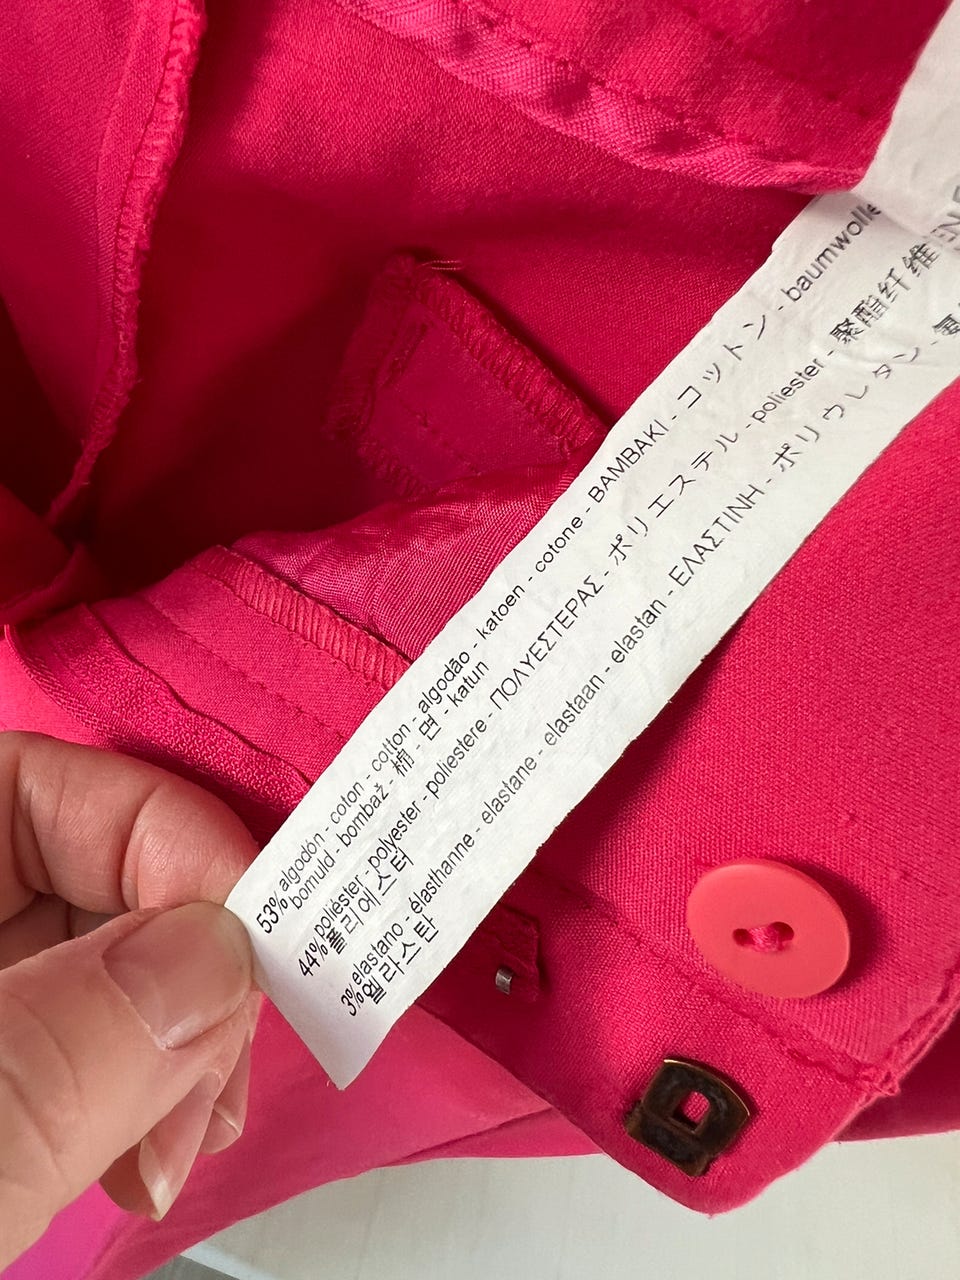 53% algodón - coton - cotton - algodão - katoen - cotone - ΒΑΜΒΑΚΙ - コットン - baumwolle
bomuld - bombaž - 棉 - 면 - katun
44% poliéster - polyester - poliestere - ΠΟΛΥΕΣΤΕΡΑΣ - ポリエステル - poliester - 聚酯纤维
폴리에스터
3% elastano - élasthanne - elastane - elastaan - elastan - ΕΛΑΣΤΙΝΗ - ポリウレタン -
엘라스탄